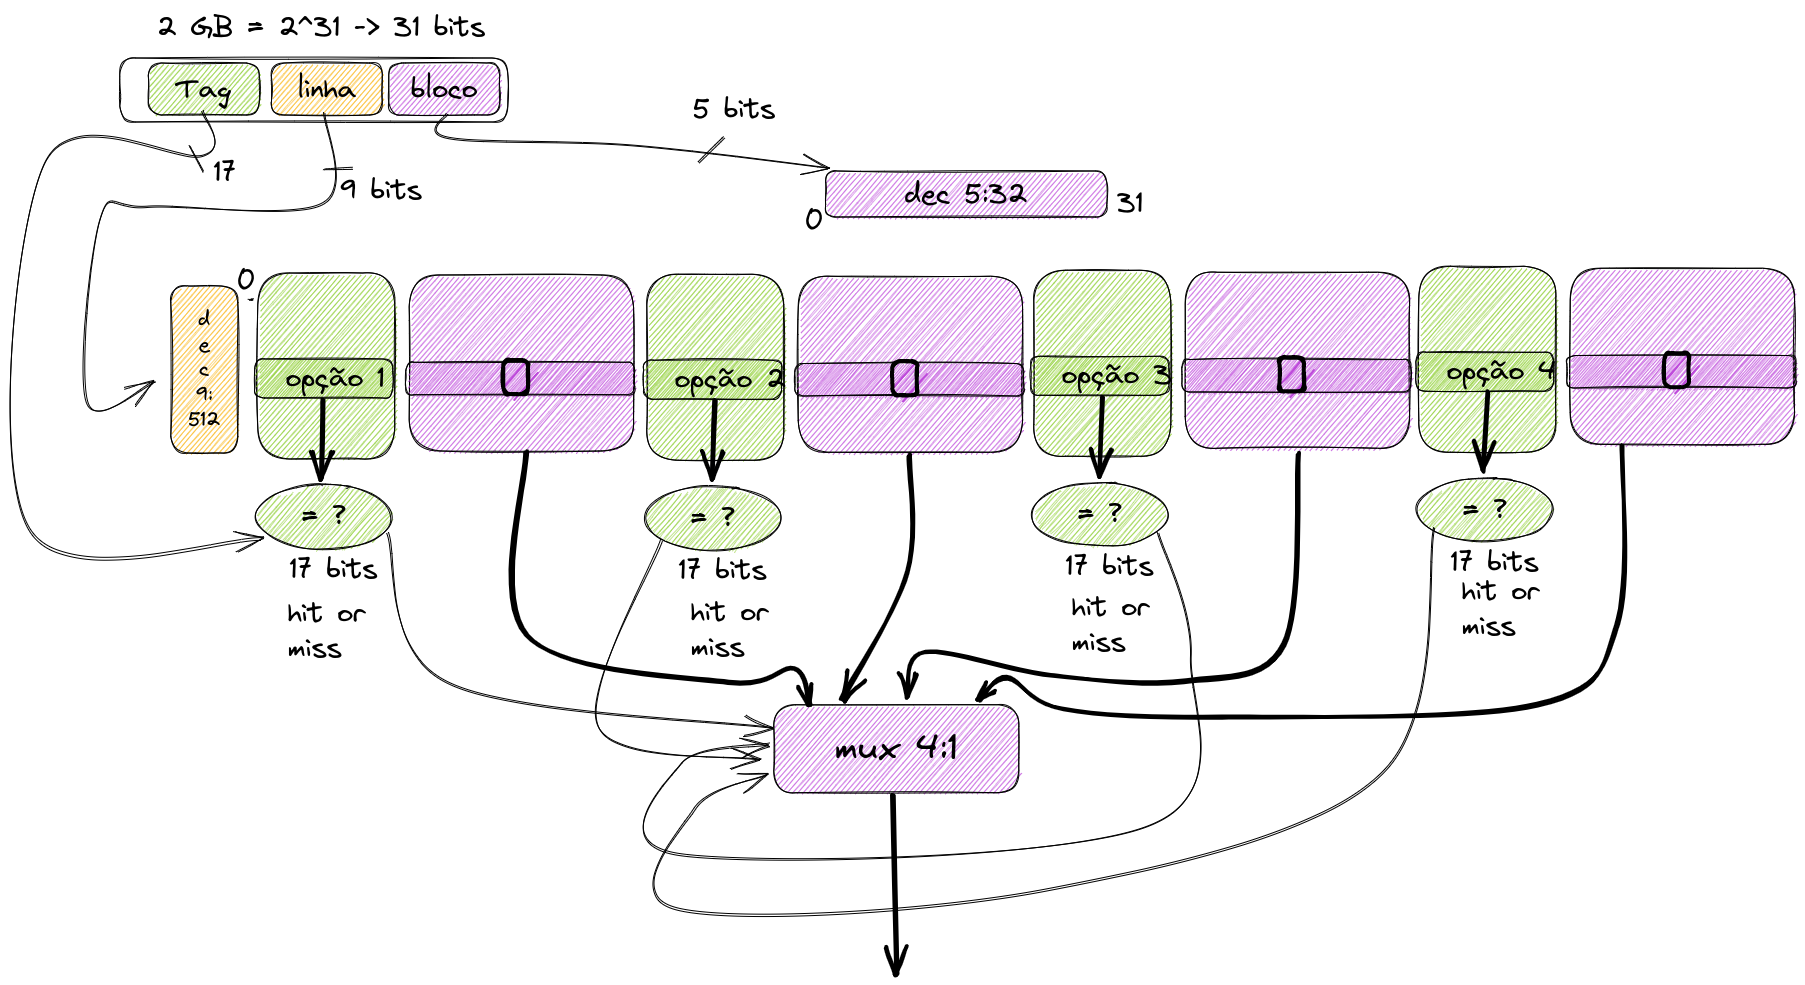 2 GB = 2^31 -> 31 bits
Tag
linha
bloco
5 bits
17
9 bits
dec 5:32
0
31
0
d
e
c
9:
512
opção 1
opção 2
opção 3
opção 4
= ?
= ?
= ?
= ?
17 bits
hit or
miss
17 bits
hit or
miss
17 bits
hit or
miss
17 bits
hit or
miss
mux 4:1